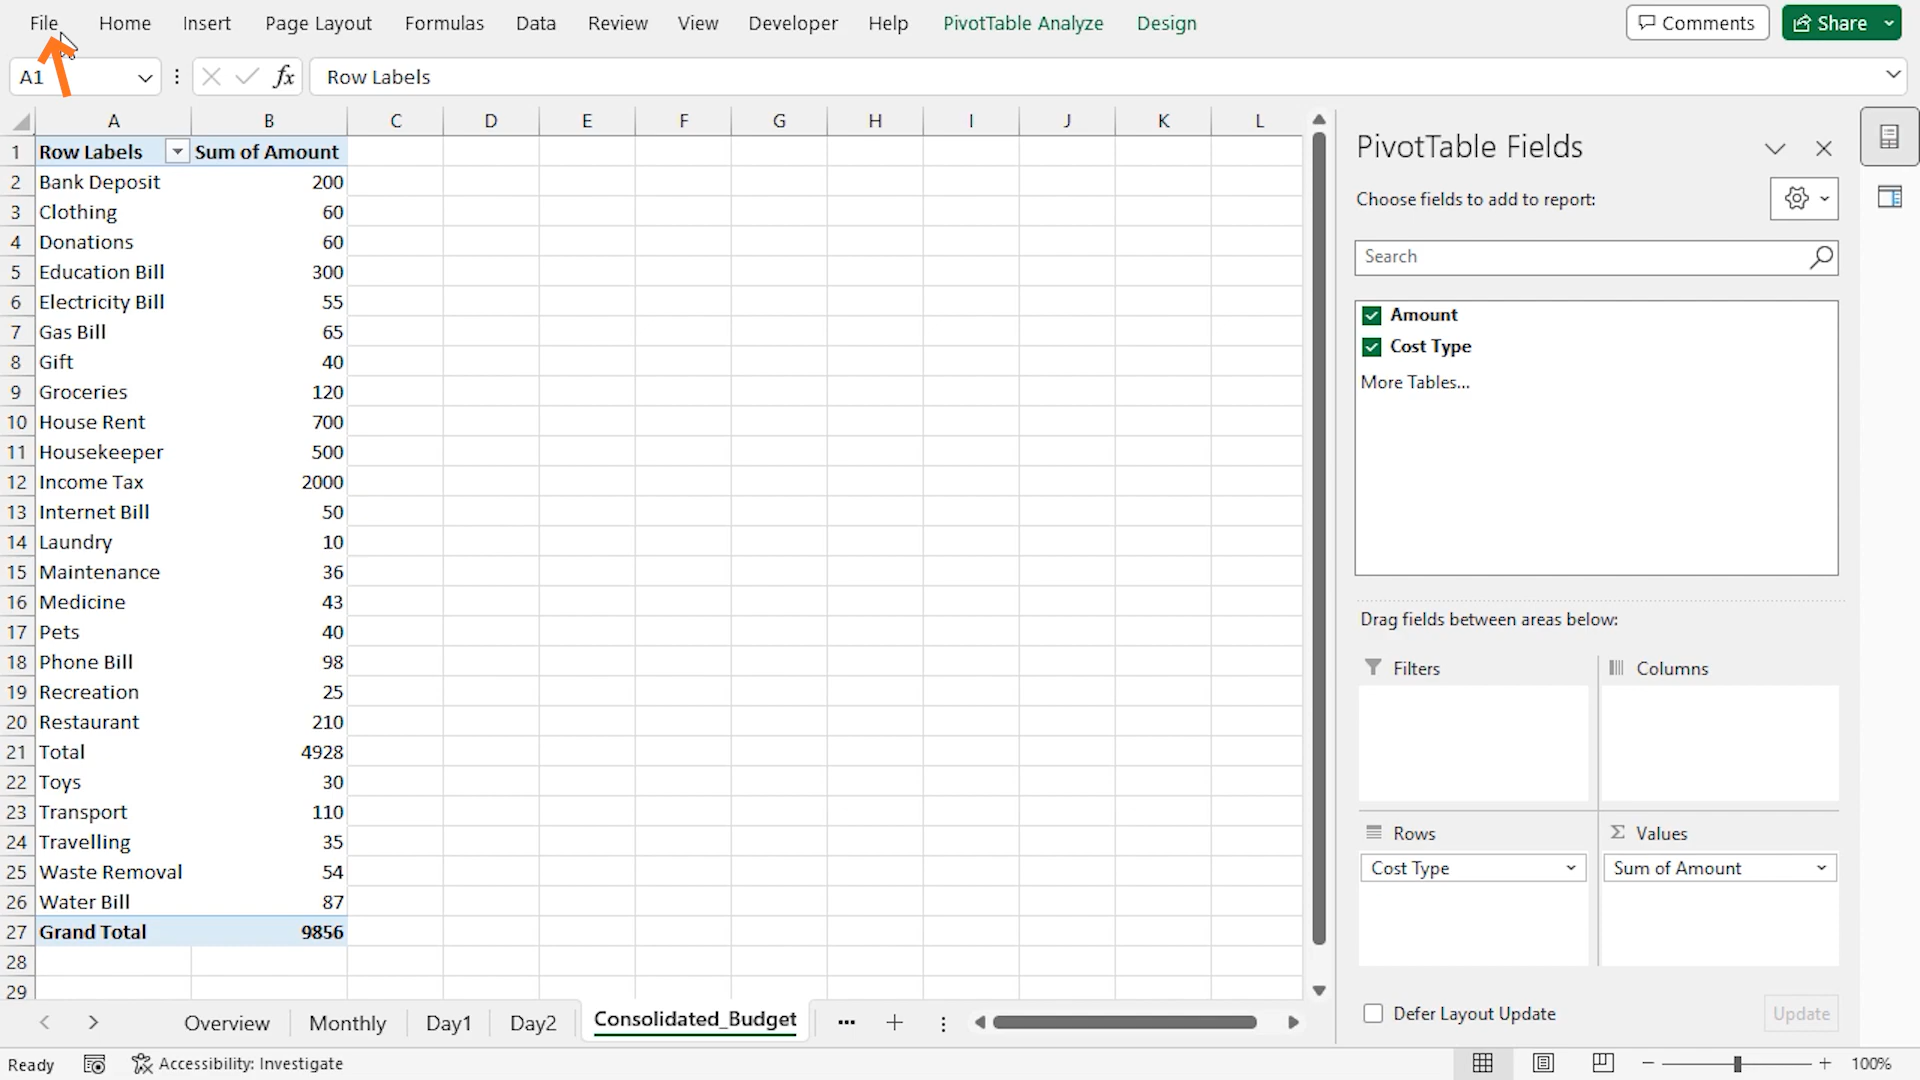 File Home Insert Page Layout Formulas Data Review View Developer Help PivotTable Analyze Design Comments Share
A1 fx Row Labels
A B C D E F G H I J K L
1 Row Labels Sum of Amount
2 Bank Deposit 200
3 Clothing 60
4 Donations 60
5 Education Bill 300
6 Electricity Bill 55
7 Gas Bill 65
8 Gift 40
9 Groceries 120
10 House Rent 700
11 Housekeeper 500
12 Income Tax 2000
13 Internet Bill 50
14 Laundry 10
15 Maintenance 36
16 Medicine 43
17 Pets 40
18 Phone Bill 98
19 Recreation 25
20 Restaurant 210
21 Total 4928
22 Toys 30
23 Transport 110
24 Travelling 35
25 Waste Removal 54
26 Water Bill 87
27 Grand Total 9856
28
29
PivotTable Fields
Choose fields to add to report:
Search
Amount
Cost Type
More Tables...
Drag fields between areas below:
Filters
Columns
Rows
Cost Type
Σ Values
Sum of Amount
Defer Layout Update Update
Overview Monthly Day1 Day2 Consolidated_Budget ...
Ready Accessibility: Investigate 100%